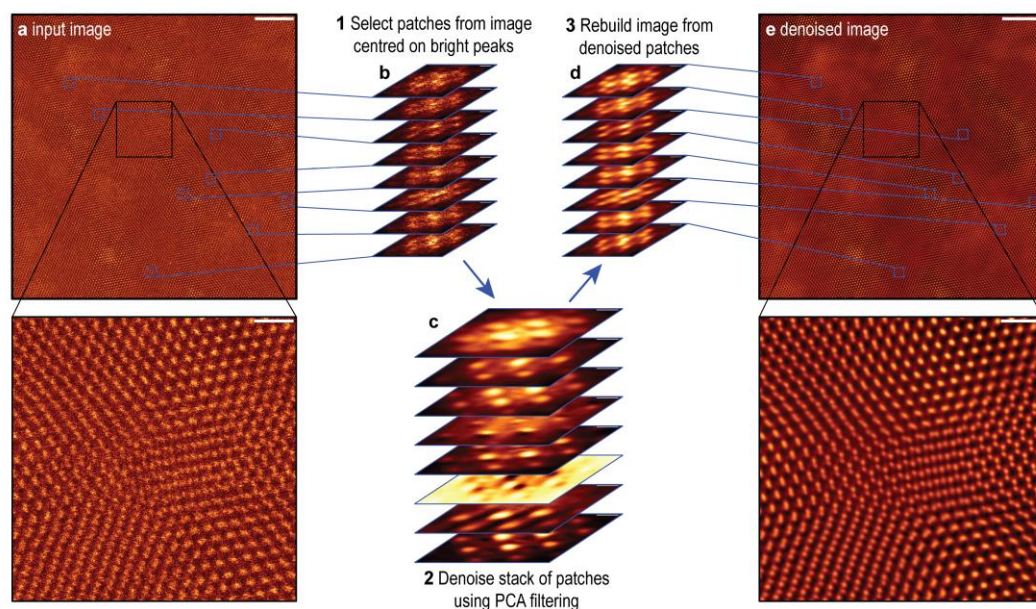 a input image
1 Select patches from image
centred on bright peaks
b
3 Rebuild image from
denoised patches
d
e denoised image
c
2 Denoise stack of patches
using PCA filtering